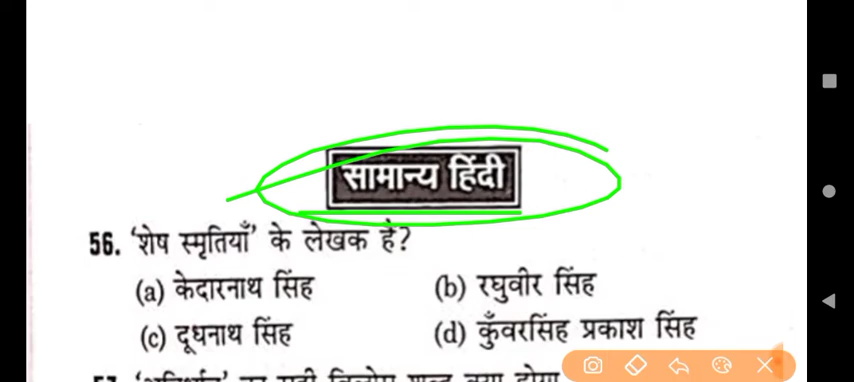 सामान्य हिंदी
56. 'शेष स्मृतियाँ' के लेखक है?
(a) केदारनाथ सिंह
(b) रघुवीर सिंह
(c) दूधनाथ सिंह
(d) कुँवरसिंह प्रकाश सिंह